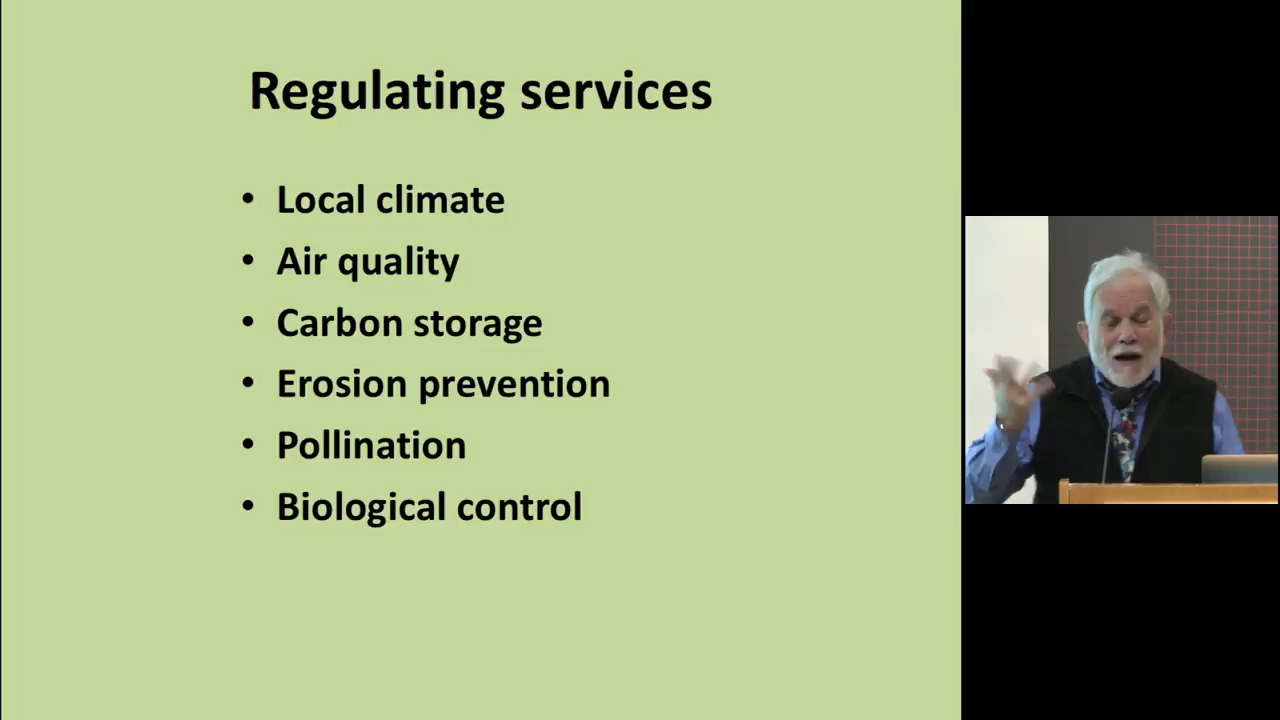 Regulating services
• Local climate
• Air quality
• Carbon storage
• Erosion prevention
• Pollination
• Biological control